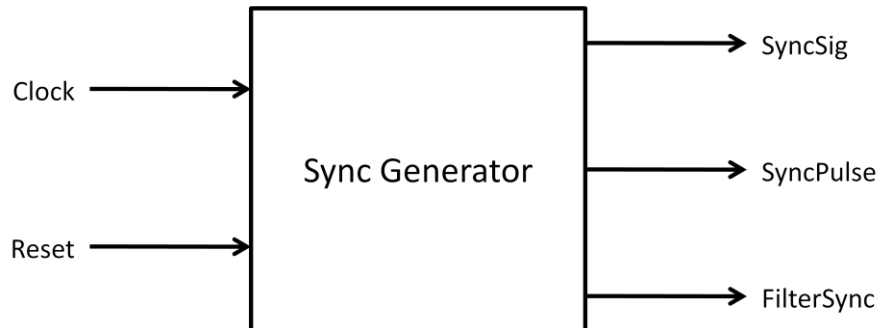 SyncSig
Clock
Sync Generator
SyncPulse
Reset
FilterSync